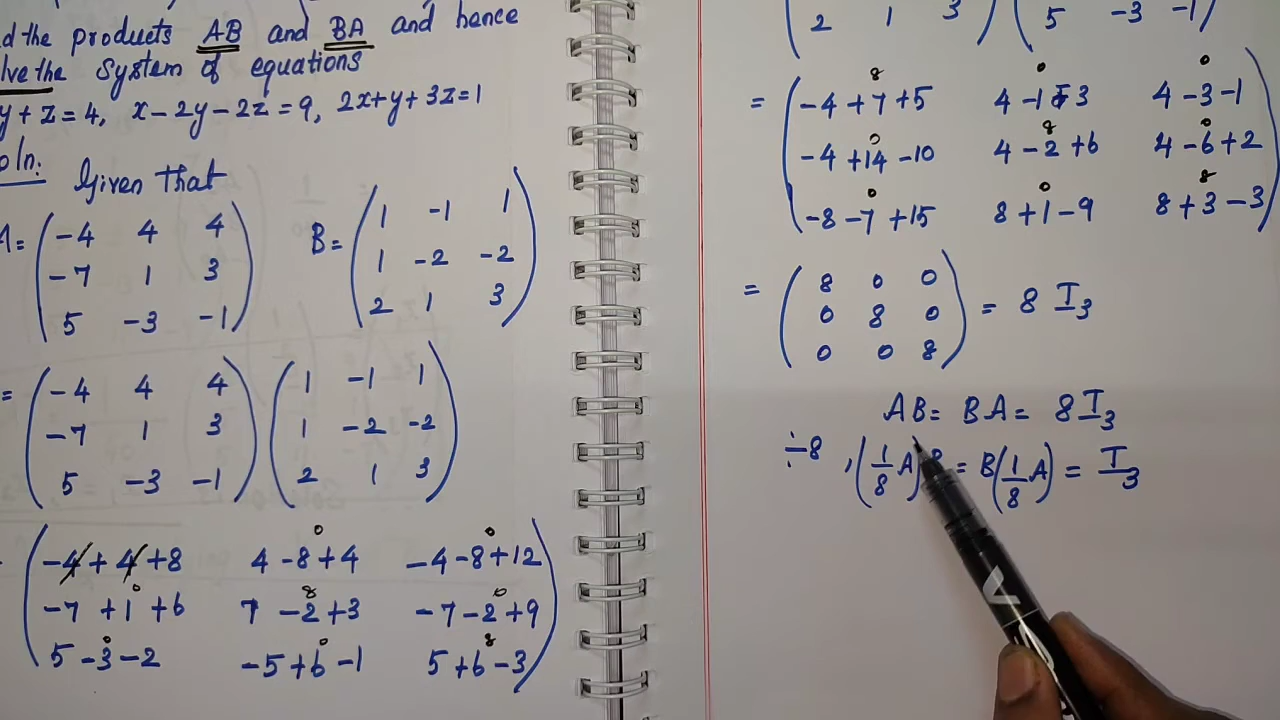 d the products AB and BA and hence
lve the system of equations
y + z = 4, x - 2y - 2z = 9, 2x + y + 3z = 1
oln:
Given that
A = ( -4 4 4
-7 1 3
5 -3 -1 )
B = ( 1 -1 1
1 -2 -2
2 1 3 )
= ( -4 4 4
-7 1 3
5 -3 -1 )
( 1 -1 1
1 -2 -2
2 1 3 )
( -4 + 4 + 8 4 - 8 + 4 -4 - 8 + 12
-7 + 1 + 6 7 - 2 + 3 -7 - 2 + 9
5 - 3 - 2 -5 + 6 - 1 5 + 6 - 3 )
2 1 3 ) ( 5 -3 -1 )
= ( -4 + 7 + 5 4 - 1 - 3 4 - 3 - 1
-4 + 14 - 10 4 - 2 + 6 4 - 6 + 2
-8 - 7 + 15 8 + 1 - 9 8 + 3 - 3 )
= ( 8 0 0
0 8 0
0 0 8 ) = 8 I3
AB = BA = 8 I3
÷8, (1/8 A) B = B (1/8 A) = I3